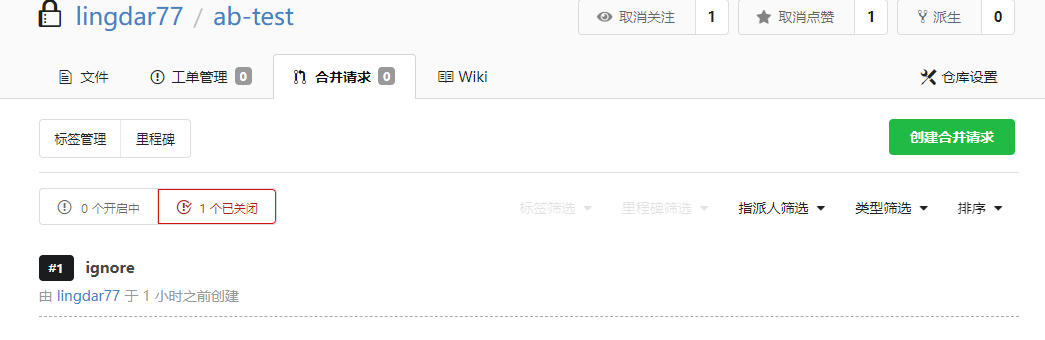 lingdar77 / ab-test 取消关注 1 取消点赞 1 派生 0
文件 工单管理 0 合并请求 0 Wiki 仓库设置
标签管理 里程碑 创建合并请求
0 个开启中 1 个已关闭 标签筛选 里程碑筛选 指派人筛选 类型筛选 排序
#1 ignore
由 lingdar77 于 1 小时之前创建